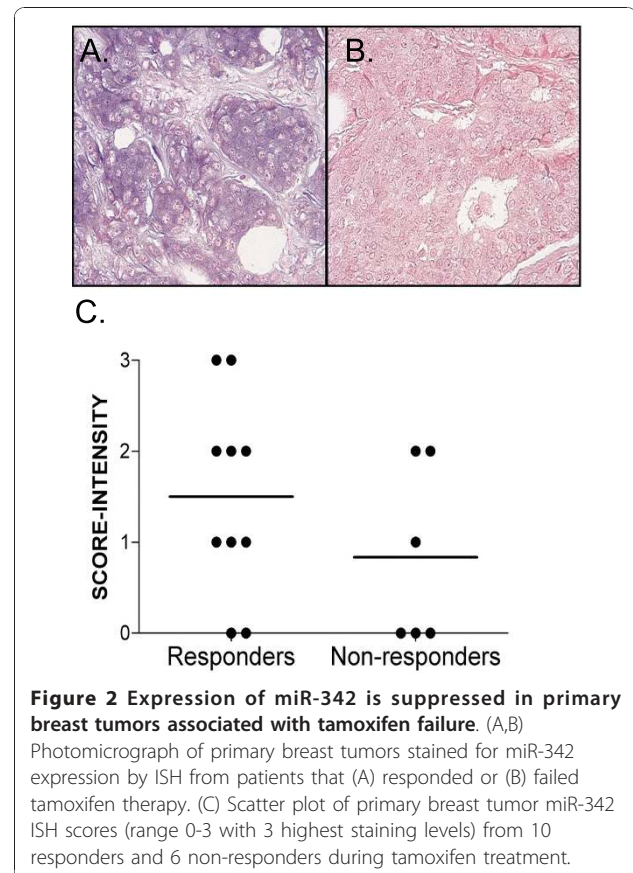 A.
B.
C.
3
2
1
0
SCORE-INTENSITY
Responders
Non-responders
Figure 2 Expression of miR-342 is suppressed in primary
breast tumors associated with tamoxifen failure. (A,B)
Photomicrograph of primary breast tumors stained for miR-342
expression by ISH from patients that (A) responded or (B) failed
tamoxifen therapy. (C) Scatter plot of primary breast tumor miR-342
ISH scores (range 0-3 with 3 highest staining levels) from 10
responders and 6 non-responders during tamoxifen treatment.